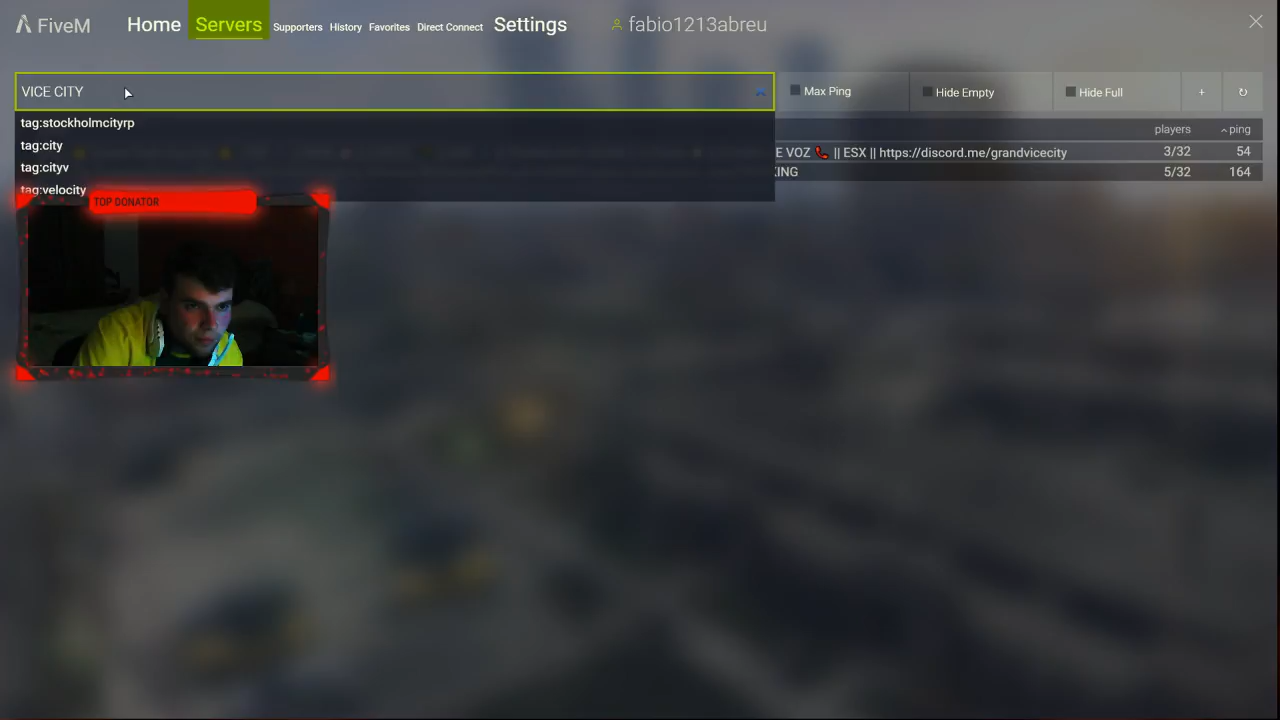 FiveM Home Servers Supporters History Favorites Direct Connect Settings fabio1213abreu
VICE CITY Max Ping Hide Empty Hide Full + ↻
tag:stockholmcityrp players ping
tag:city E VOZ 📞 || ESX || https://discord.me/grandvicecity 3/32 54
tag:cityv KING 5/32 164
tag:velocity
TOP DONATOR